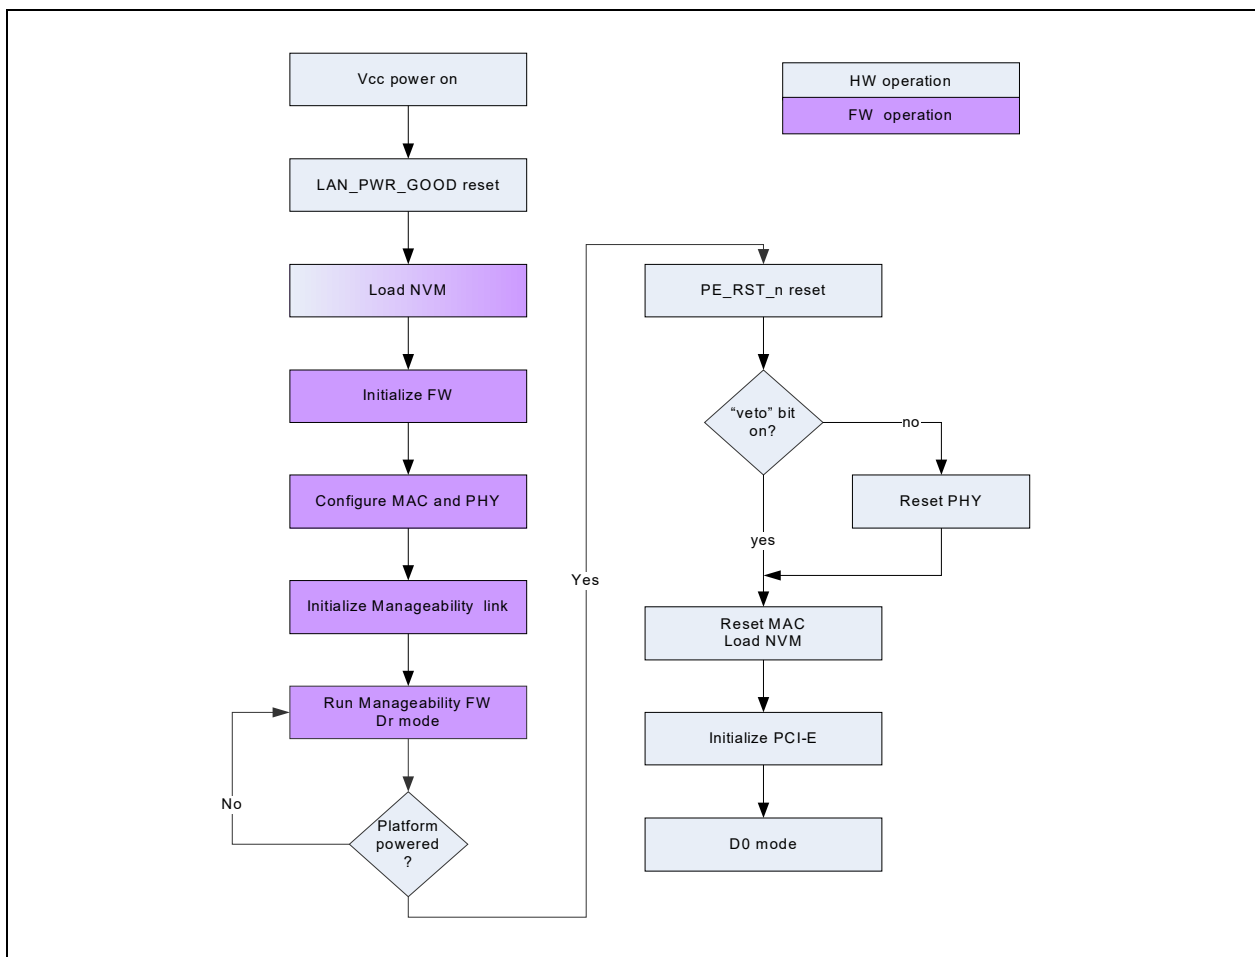 Vcc power on
LAN_PWR_GOOD reset
Load NVM
Initialize FW
Configure MAC and PHY
Initialize Manageability link
Run Manageability FW
Dr mode
No
Platform
powered
?
Yes
HW operation
FW operation
PE_RST_n reset
“veto” bit
on?
no
Reset PHY
yes
Reset MAC
Load NVM
Initialize PCI-E
D0 mode